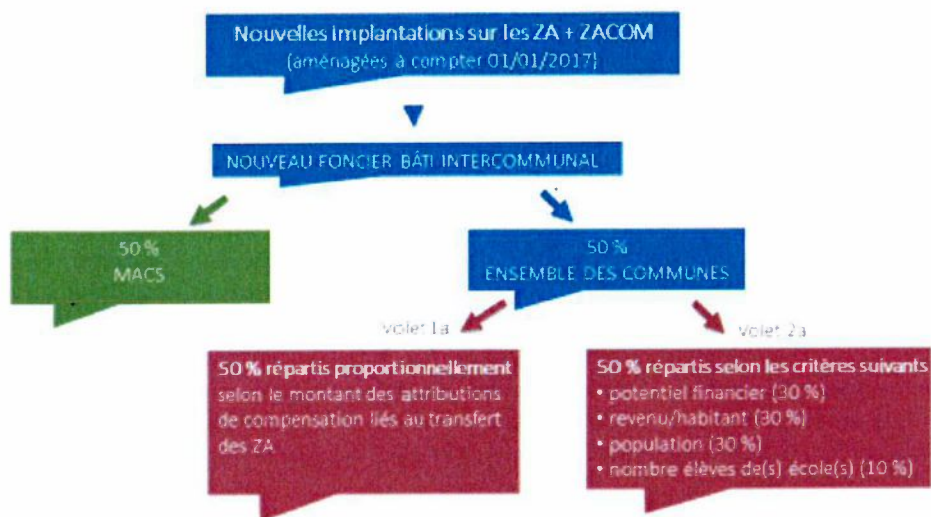 Nouvelles implantations sur les ZA + ZACOM
(aménagées à compter 01/01/2017)
NOUVEAU FONCIER BÂTI INTERCOMMUNAL
50 %
MACS
50 %
ENSEMBLE DES COMMUNES
Volet 1a
50 % répartis proportionnellement
selon le montant des attributions
de compensation liés au transfert
des ZA
Volet 2a
50 % répartis selon les critères suivants
• potentiel financier (30 %)
• revenu/habitant (30 %)
• population (30 %)
• nombre élèves de(s) école(s) (10 %)